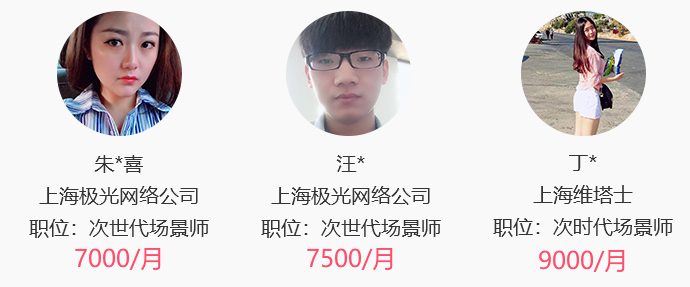 朱*喜
上海极光网络公司
职位：次世代场景师
7000/月
汪*
上海极光网络公司
职位：次世代场景师
7500/月
丁*
上海维塔士
职位：次时代场景师
9000/月